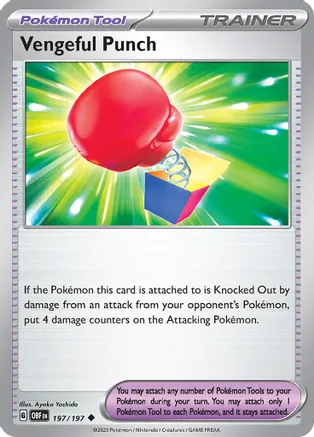 Pokémon Tool
TRAINER
Vengeful Punch
If the Pokémon this card is attached to is Knocked Out by
damage from an attack from your opponent's Pokémon,
put 4 damage counters on the Attacking Pokémon.
Illus. Ayaka Yoshida
G OBF EN 197/197
You may attach any number of Pokémon Tools to your
Pokémon during your turn. You may attach only 1
Pokémon Tool to each Pokémon, and it stays attached.
©2023 Pokémon / Nintendo / Creatures / GAME FREAK